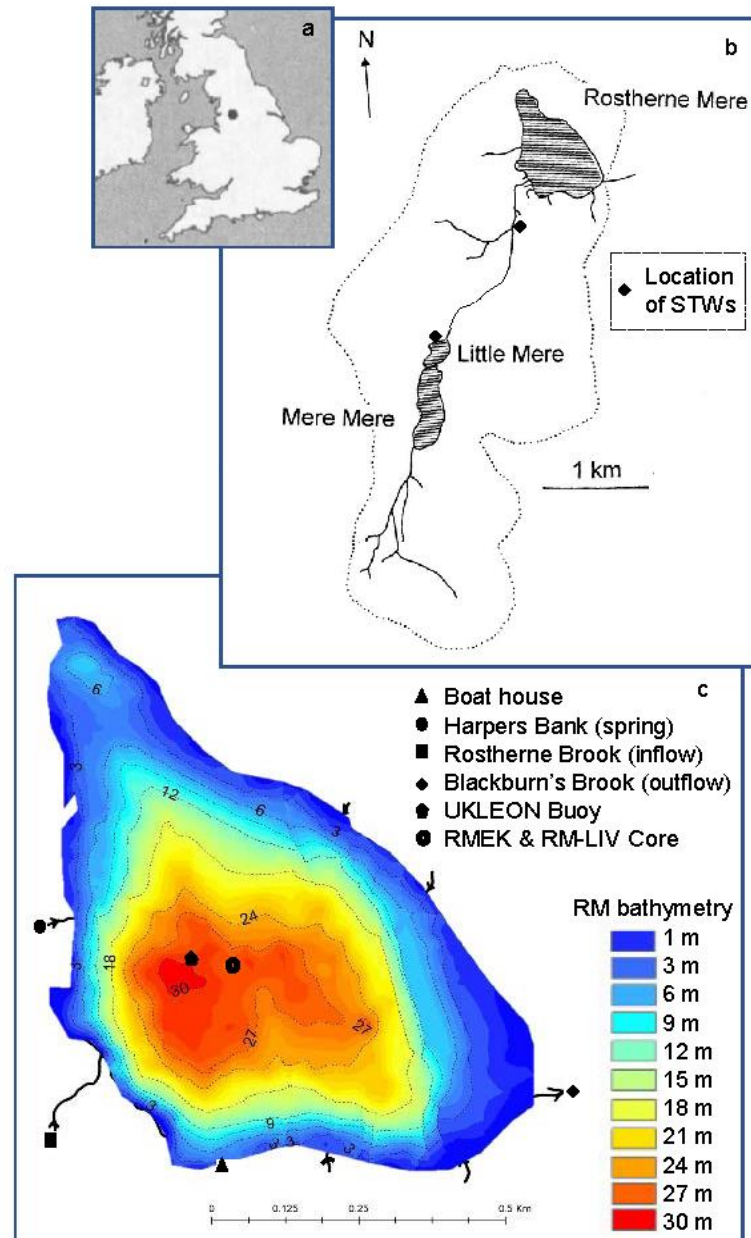 a
b
N
Rostherne Mere
Location
of STWs
Little Mere
Mere Mere
1 km
c
Boat house
Harpers Bank (spring)
Rostherne Brook (inflow)
Blackburn's Brook (outflow)
UKLEON Buoy
RMEK & RM-LIV Core
RM bathymetry
1 m
3 m
6 m
9 m
12 m
15 m
18 m
21 m
24 m
27 m
30 m
6
3
12
6
3
24
3
18
30
27
27
3
9
3
3
3
0 0.125 0.25 0.5 Km